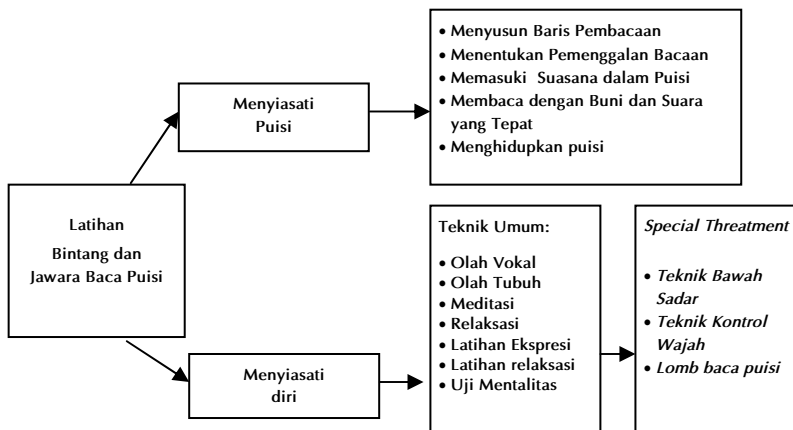 • Menyusun Baris Pembacaan
• Menentukan Pemenggalan Bacaan
• Memasuki Suasana dalam Puisi
• Membaca dengan Buni dan Suara
yang Tepat
• Menghidupkan puisi
Menyiasati
Puisi
Latihan
Bintang dan
Jawara Baca Puisi
Menyiasati
diri
Teknik Umum:
• Olah Vokal
• Olah Tubuh
• Meditasi
• Relaksasi
• Latihan Ekspresi
• Latihan relaksasi
• Uji Mentalitas
Special Threatment
• Teknik Bawah
Sadar
• Teknik Kontrol
Wajah
• Lomb baca puisi